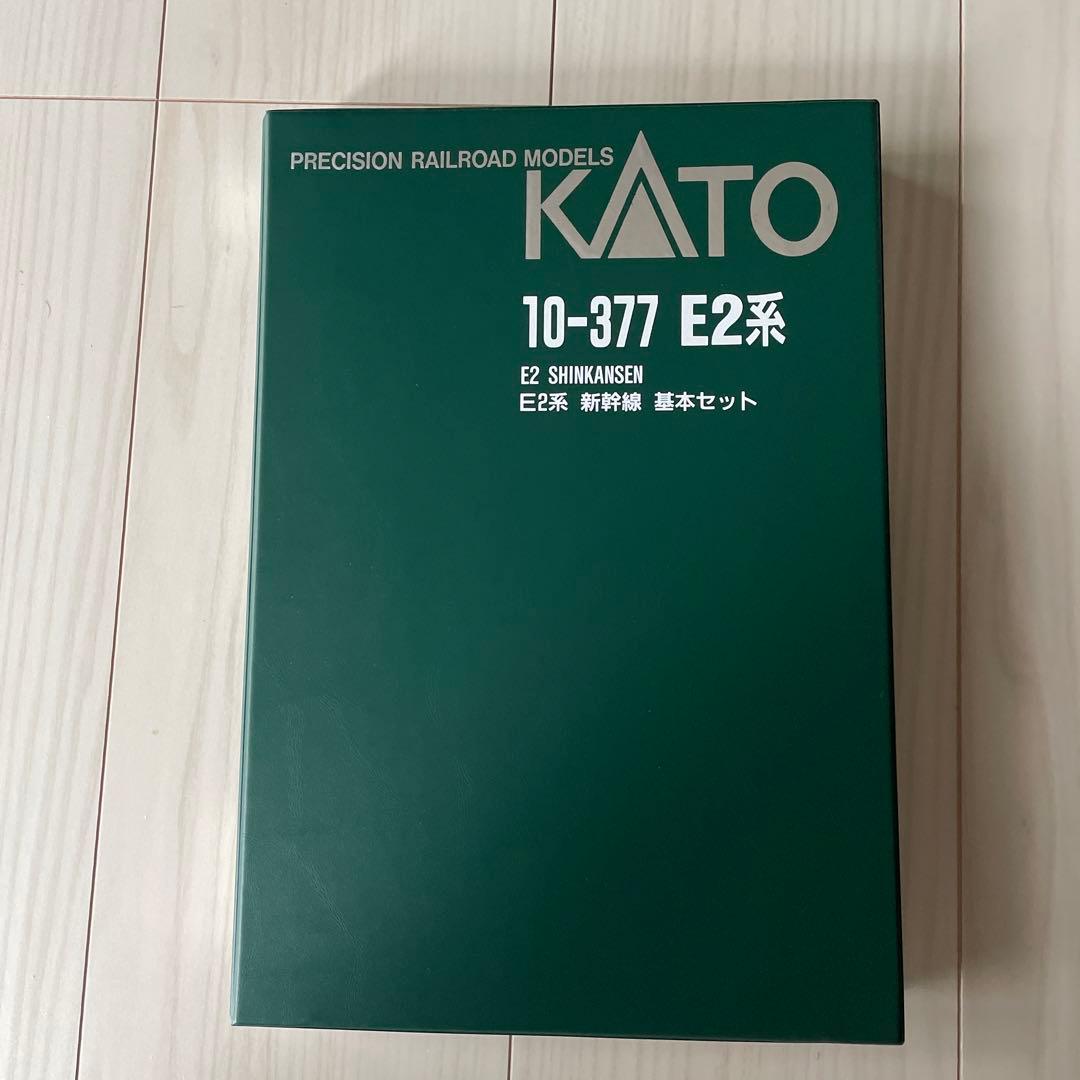 PRECISION RAILROAD MODELS
KATO
10-377 E2系
E2 SHINKANSEN
E2系 新幹線 基本セット